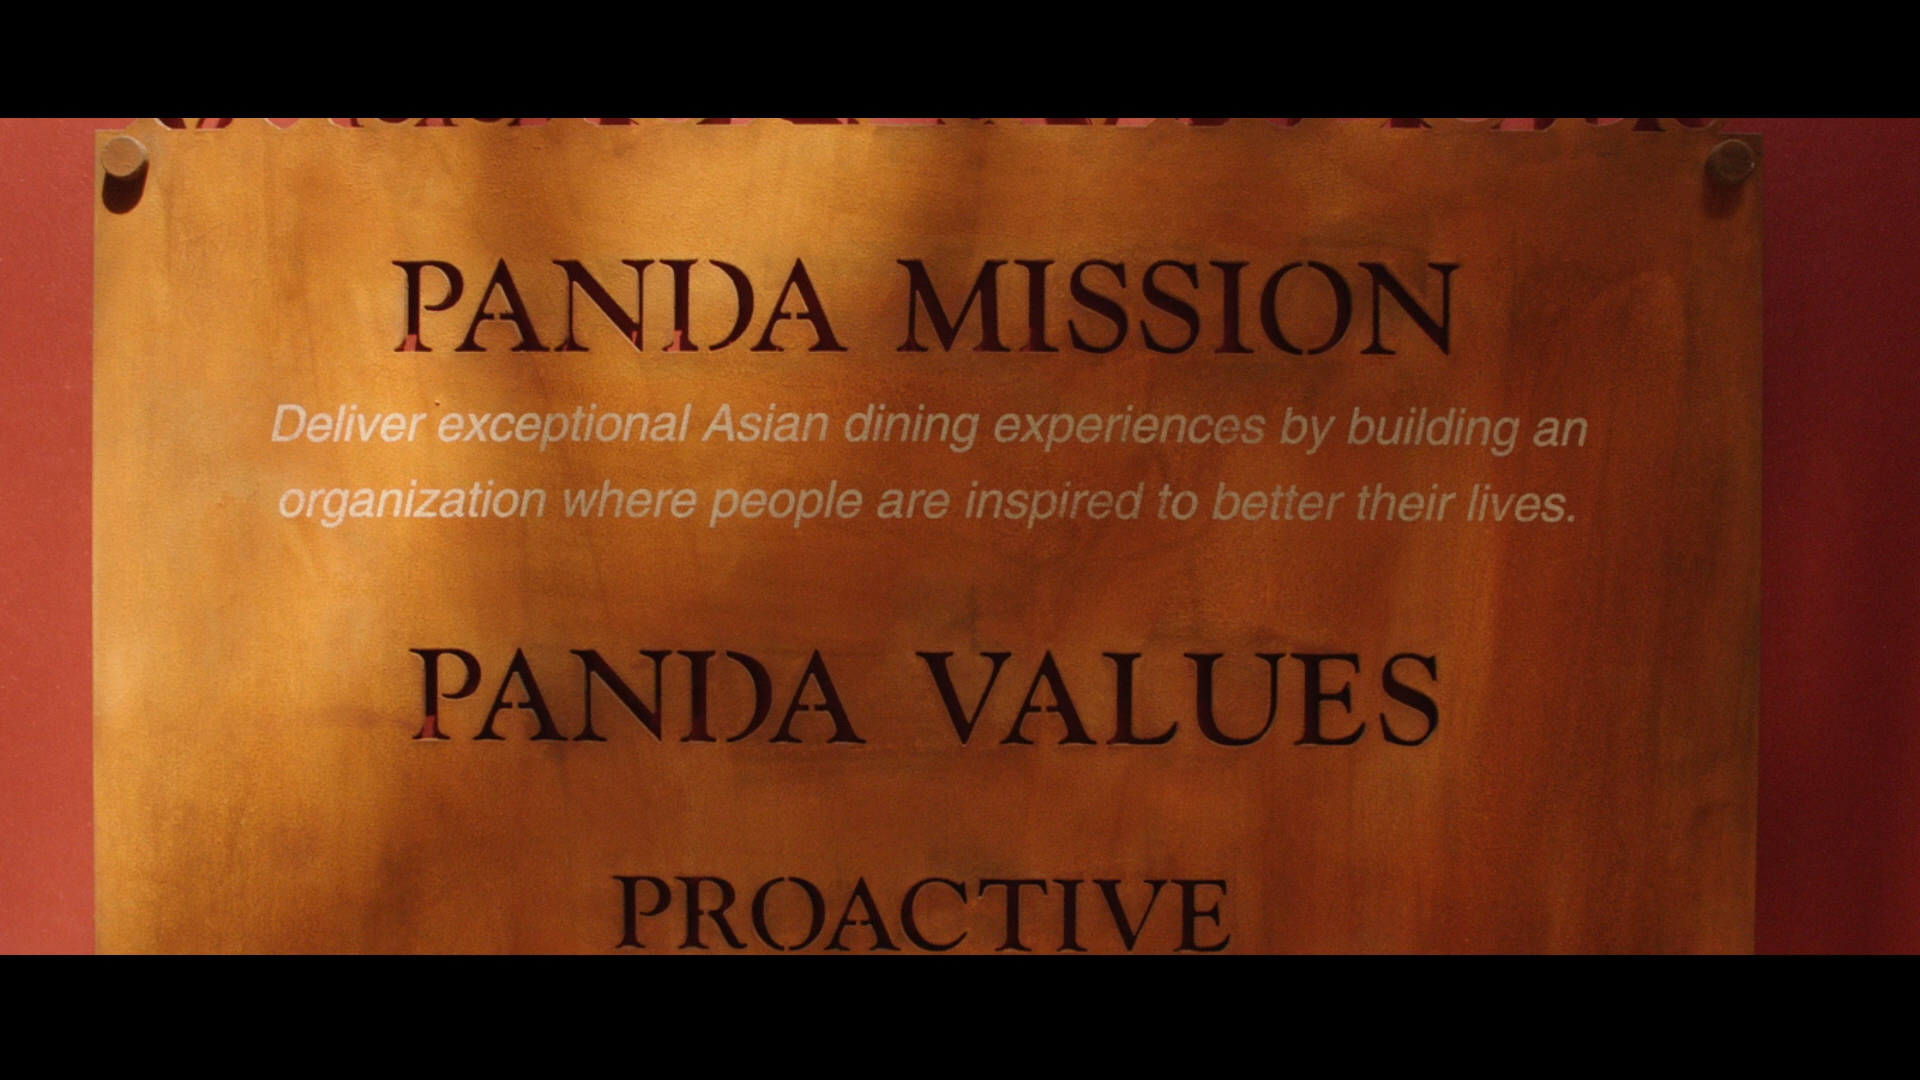 PANDA MISSION
Deliver exceptional Asian dining experiences by building an
organization where people are inspired to better their lives.
PANDA VALUES
PROACTIVE